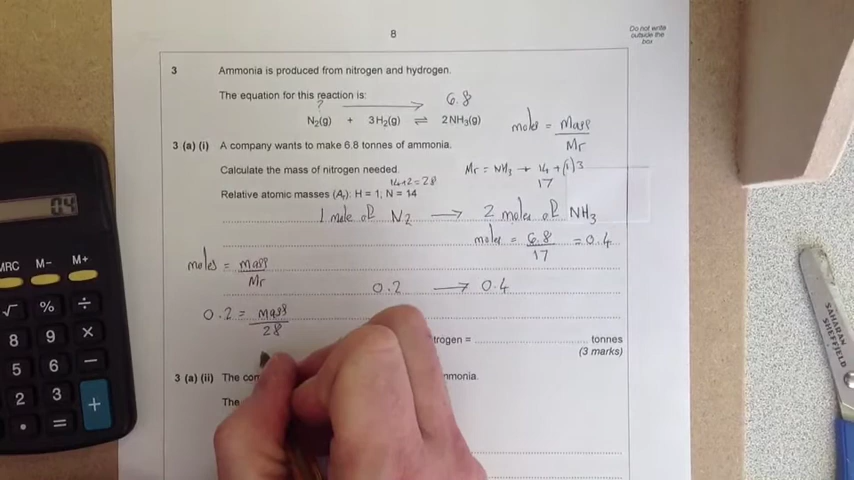 8
Do not write
outside the
box
3 Ammonia is produced from nitrogen and hydrogen.
The equation for this reaction is:
? → 6.8
N2(g) + 3H2(g) ⇌ 2NH3(g)
moles = Mass
Mr
3 (a) (i) A company wants to make 6.8 tonnes of ammonia.
Calculate the mass of nitrogen needed.
Mr = NH3 → 14 + (1)3
17
14+2=28
Relative atomic masses (Ar): H = 1; N = 14
1 mole of N2 → 2 moles of NH3
moles = 6.8 = 0.4
17
moles = mass
Mr
0.2 → 0.4
0.2 = mass
28
trogen = tonnes
(3 marks)
3 (a) (ii) The con
mmonia.
The
04
MRC M− M+
√ % ÷
8 9 ×
5 6 −
2 3 +
. =
SAHARAN
SHEFFIELD.